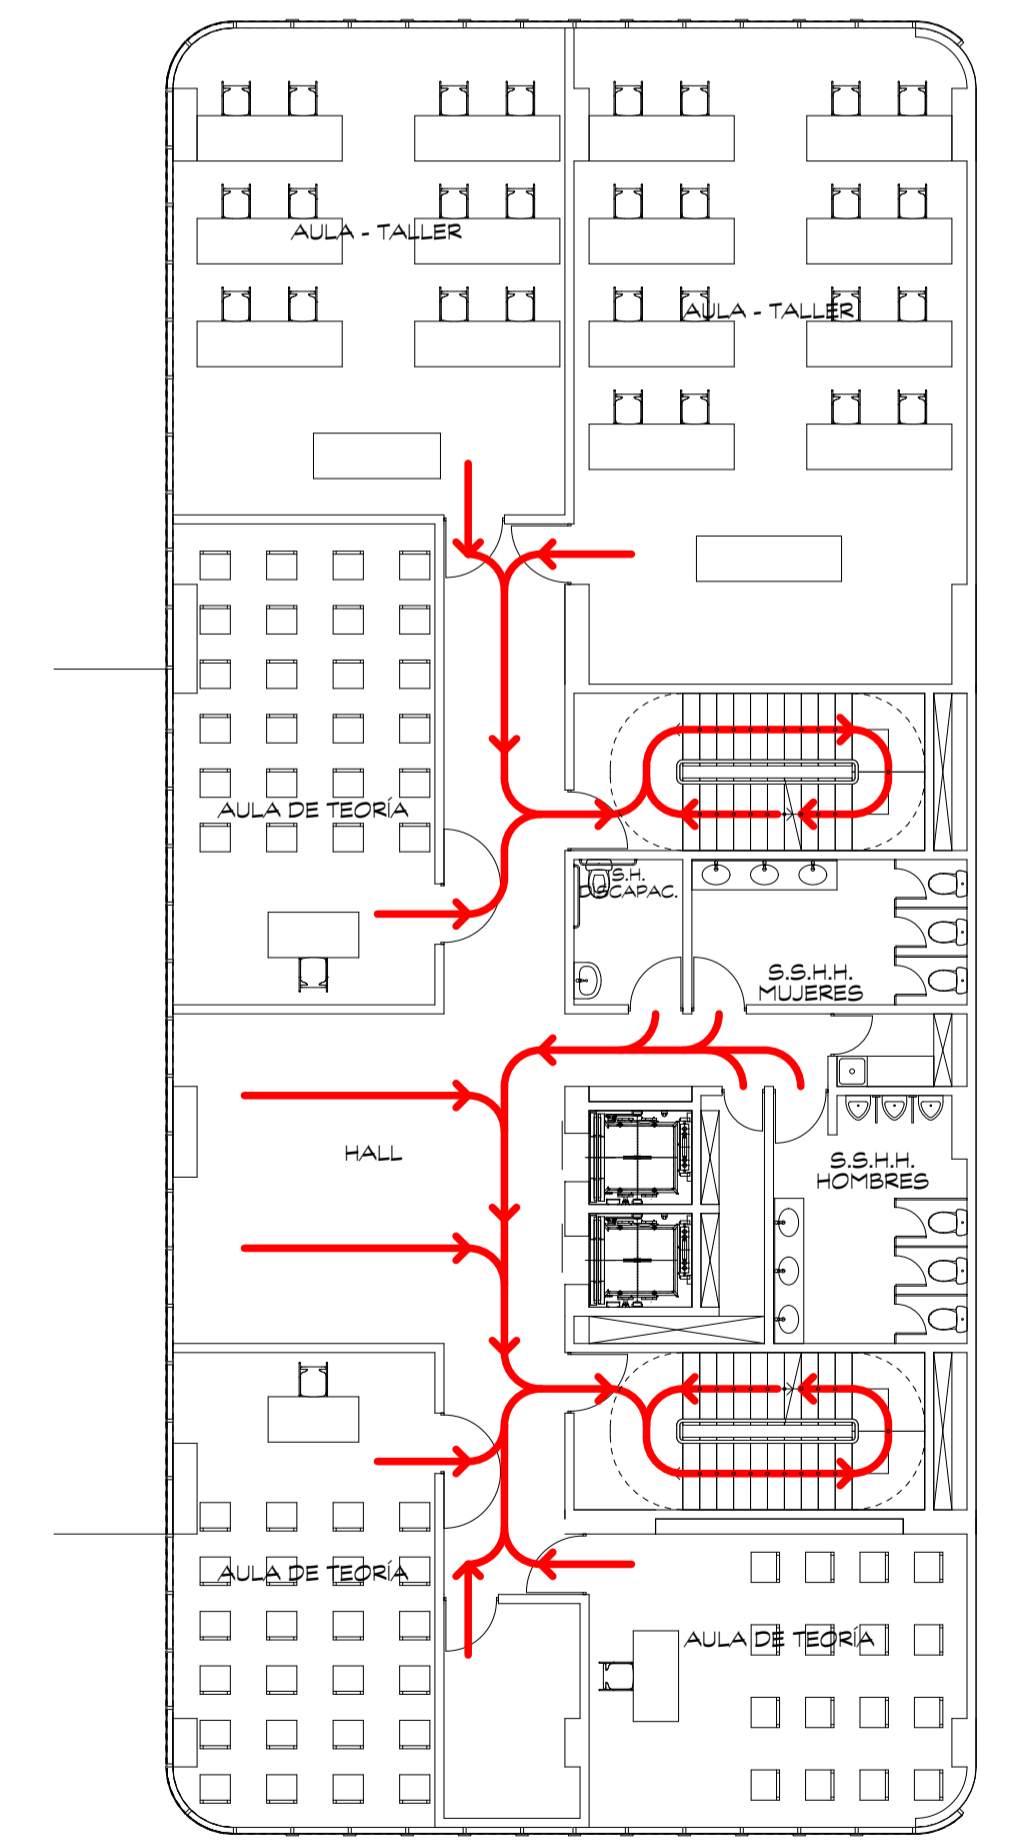 AULA - TALLER
AULA - TALLER
AULA DE TEORÍA
S.H.
DISCAPAC.
S.S.H.H.
MUJERES
HALL
S.S.H.H.
HOMBRES
AULA DE TEORÍA
AULA DE TEORÍA